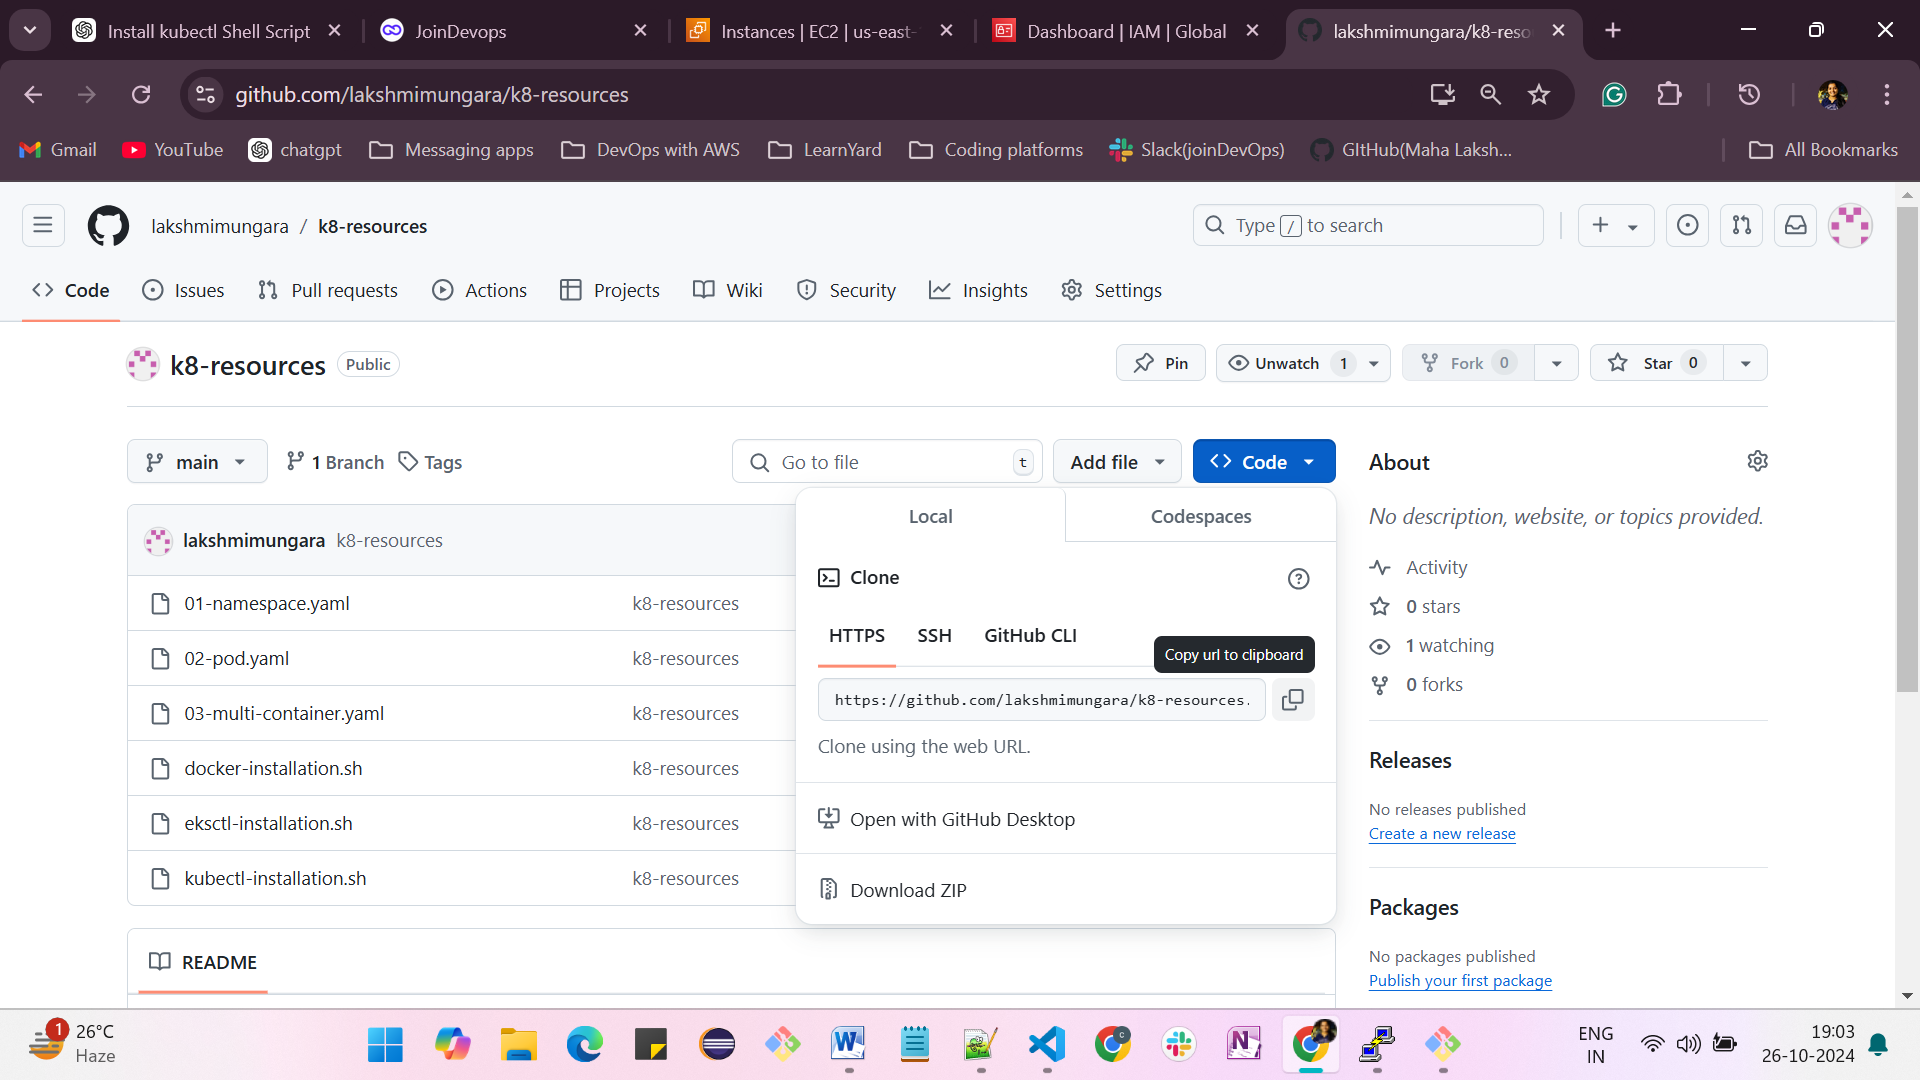 Install kubectl Shell Script
JoinDevops
Instances | EC2 | us-east-
Dashboard | IAM | Global
lakshmimungara/k8-reso
github.com/lakshmimungara/k8-resources
Gmail
YouTube
chatgpt
Messaging apps
DevOps with AWS
LearnYard
Coding platforms
Slack(joinDevOps)
GItHub(Maha Laksh...
All Bookmarks
lakshmimungara / k8-resources
Type / to search
Code
Issues
Pull requests
Actions
Projects
Wiki
Security
Insights
Settings
k8-resources Public
Pin
Unwatch 1
Fork 0
Star 0
main
1 Branch
Tags
Go to file t
Add file
Code
lakshmimungara k8-resources
01-namespace.yaml k8-resources
02-pod.yaml k8-resources
03-multi-container.yaml k8-resources
docker-installation.sh k8-resources
eksctl-installation.sh k8-resources
kubectl-installation.sh k8-resources
README
Local
Codespaces
Clone
HTTPS
SSH
GitHub CLI
Copy url to clipboard
https://github.com/lakshmimungara/k8-resources.
Clone using the web URL.
Open with GitHub Desktop
Download ZIP
About
No description, website, or topics provided.
Activity
0 stars
1 watching
0 forks
Releases
No releases published
Create a new release
Packages
No packages published
Publish your first package
1
26°C
Haze
ENG
IN
19:03
26-10-2024